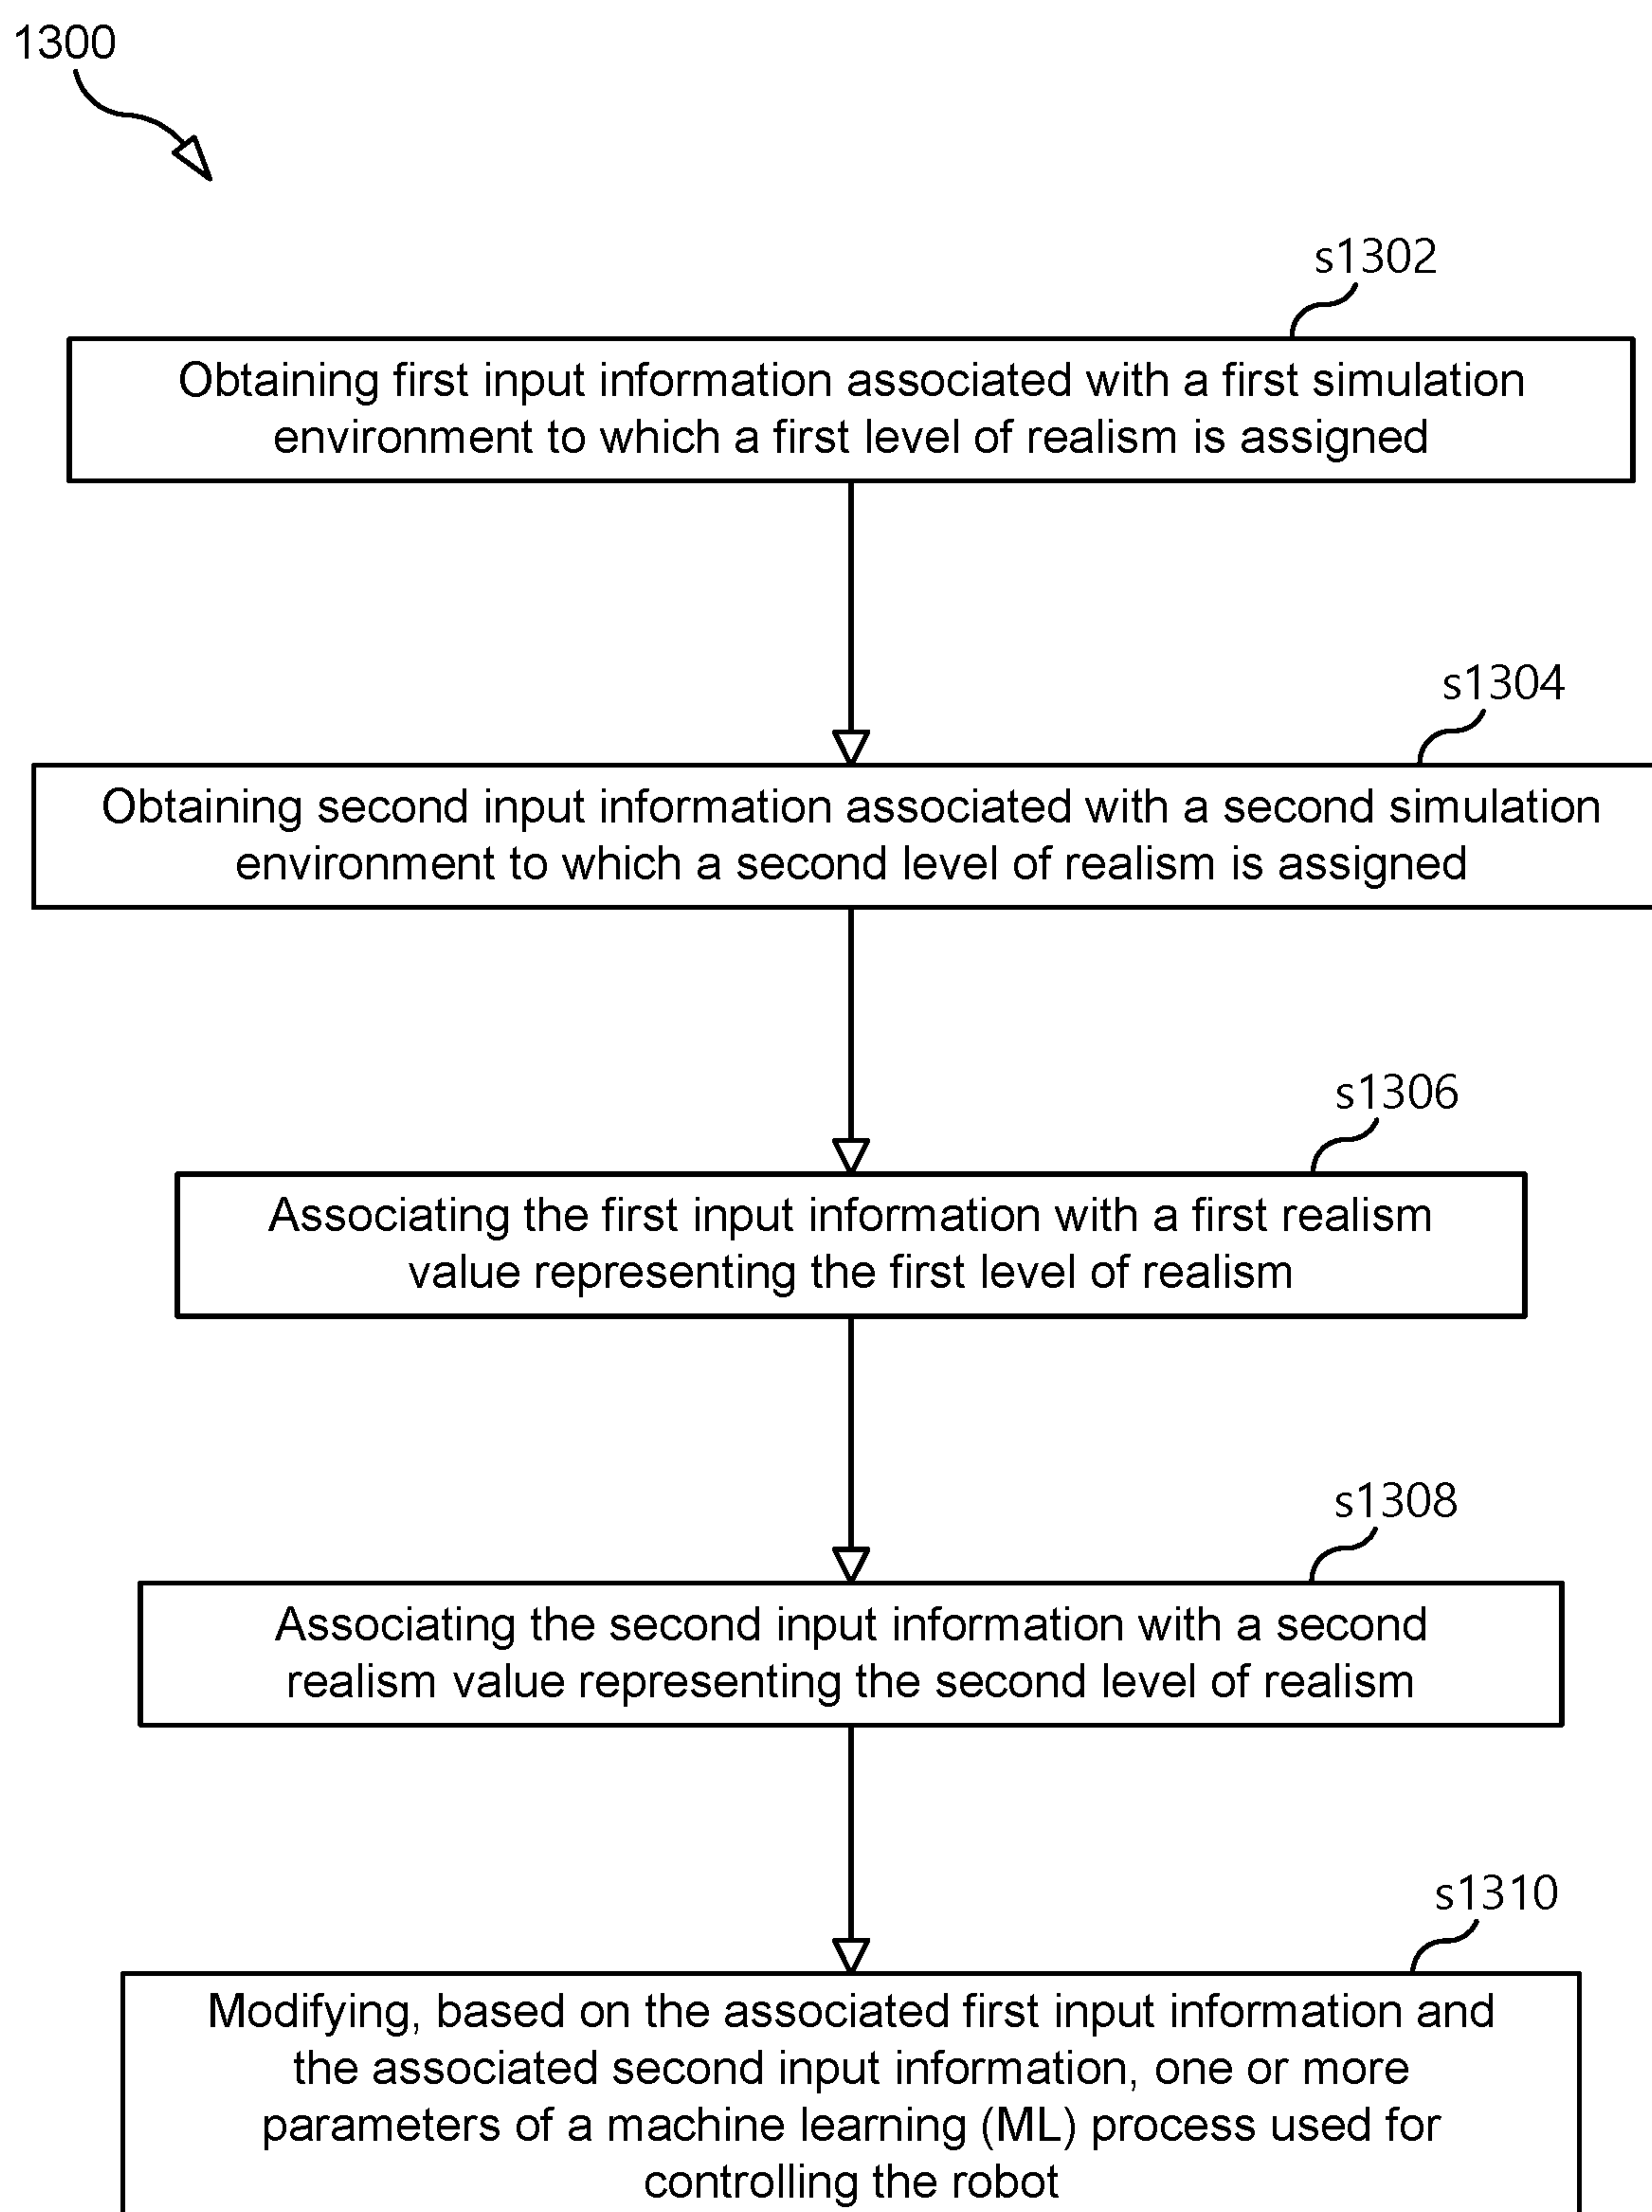 1300
s1302
Obtaining first input information associated with a first simulation
environment to which a first level of realism is assigned
s1304
Obtaining second input information associated with a second simulation
environment to which a second level of realism is assigned
s1306
Associating the first input information with a first realism
value representing the first level of realism
s1308
Associating the second input information with a second
realism value representing the second level of realism
s1310
Modifying, based on the associated first input information and
the associated second input information, one or more
parameters of a machine learning (ML) process used for
controlling the robot